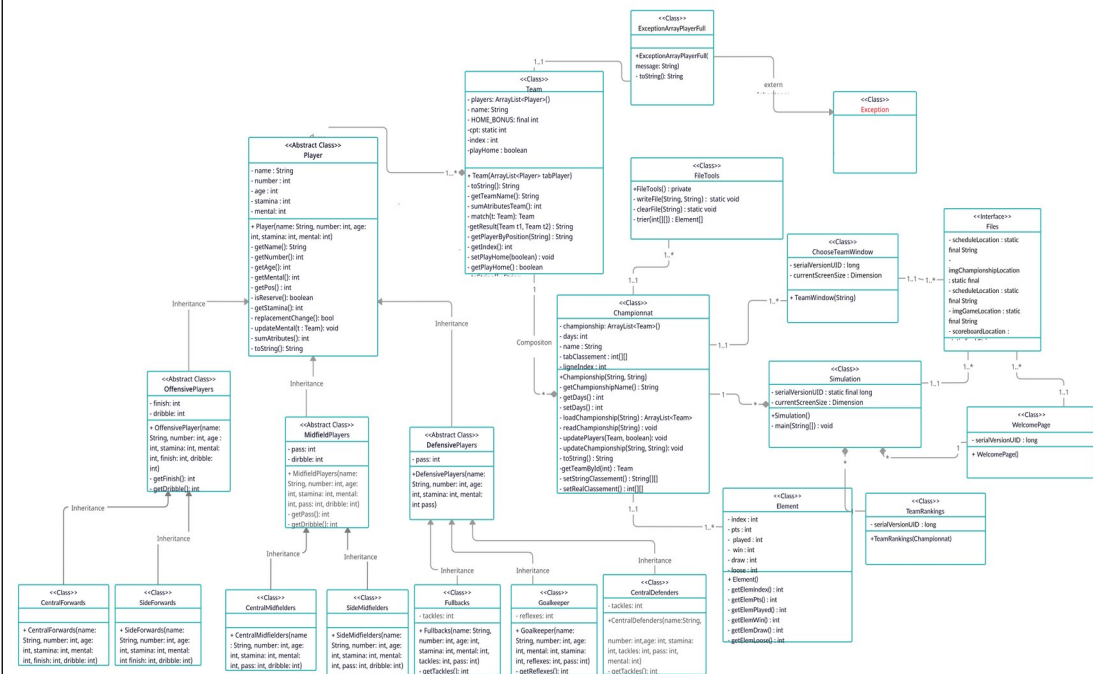 <<Class>>
ExceptionArrayPlayerFull
+ExceptionArrayPlayerFull(
message: String)
- toString(): String
1..1
extern
<<Class>>
Exception
<<Class>>
Team
- players: ArrayList<Player>()
- name: String
- HOME_BONUS: final int
-cpt: static int
-index : int
-playHome : boolean
+ Team(ArrayList<Player> tabPlayer)
- toString(): String
- getTeamName(): String
- sumAtributesTeam(): int
- match(t: Team): Team
-getResult(Team t1, Team t2) : String
- getPlayerByPosition(String) : String
- getIndex(): int
- setPlayHome(boolean) : void
- getPlayHome() : boolean
1..*
1..1
<<Abstract Class>>
Player
- name : String
- number : int
- age : int
- stamina : int
- mental: int
+ Player(name: String, number: int, age:
int, stamina: int, mental: int)
- getName(): String
- getNumber(): int
- getAge(): int
- getMental(): int
- getPos(): int
- isReserve(): boolean
- getStamina(): int
- replacementChange(): bool
- updateMental(t : Team): void
- sumAtributes(): int
- toString(): String
<<Class>>
FileTools
+FileTools() : private
- writeFile(String, String) : static void
- clearFile(String) : static void
- trier(int[][]) : Element[]
1..*
1..1
<<Class>>
ChooseTeamWindow
- serialVersionUID : long
- currentScreenSize : Dimension
+ TeamWindow(String)
1..1
1..*
<<Interface>>
Files
- scheduleLocation : static
final String
-
imgChampionshipLocation
: static final
- scheduleLocation : static
final String
- imgGameLocation : static
final String
- scoreboardLocation :
Inheritance
Inheritance
Inheritance
Compositon
*
<<Class>>
Championnat
- championship: ArrayList<Team>()
- days: int
- name : String
- tabClassement : int[][]
- ligneIndex : int
+Championship(String, String)
- getChampionshipName() : String
- getDays() : int
- setDays() : int
- loadChampionship(String) : ArrayList<Team>
- readChampionship(String) : void
- updatePlayers(Team, boolean): void
- updateChampionship(String, String): void
- toString() : String
-getTeamById(int) : Team
- setStringClassement() : String[][]
- setRealClassement() : int[][]
1..*
1..1
1
*
1..1
1..*
<<Class>>
Simulation
- serialVersionUID : static final long
- currentScreenSize : Dimension
+Simulation()
- main(String[]) : void
1..*
1..1
1..*
1..1
<<Class>>
WelcomePage
- serialVersionUID : long
+ WelcomePage()
1
*
*
<<Class>>
TeamRankings
- serialVersionUID : long
+TeamRankings(Championnat)
1
<<Class>>
Element
- index : int
- pts : int
- played : int
- win : int
- draw : int
- loose : int
+ Element()
- getElemIndex() : int
- getElemPts() : int
- getElemPlayed() : int
- getElemWin() : int
- getElemDraw() : int
- getElemLoose() : int
<<Abstract Class>>
OffensivePlayers
- finish: int
- dribble: int
+ OffensivePlayer(name:
String, number: int, age :
int, stamina: int, mental:
int, finish: int, dribble:
int)
- getFinish(): int
- getDribble(): int
<<Abstract Class>>
MidfieldPlayers
- pass: int
- dirbble: int
+ MidfieldPlayers(name:
String, number: int, age:
int, stamina: int, mental:
int, pass: int, dribble: int)
- getPass(): int
- getDribble(): int
<<Abstract Class>>
DefensivePlayers
- pass: int
+DefensivePlayers(name:
String, number: int, age:
int, stamina: int, mental:
int pass)
Inheritance
Inheritance
Inheritance
Inheritance
Inheritance
Inheritance
Inheritance
<<Class>>
CentralForwards
+ CentralForwards(name:
String, number: int, age:
int, stamina: int, mental:
int, finish: int, dribble: int)
<<Class>>
SideForwards
+ SideForwards(name:
String, number: int, age:
int, stamina: int, mental:
int finish: int, dribble: int)
<<Class>>
CentralMidfielders
+ CentralMidfielders(name
: String, number: int, age:
int, stamina: int, mental:
int, pass: int, dribble: int)
<<Class>>
SideMidfielders
+ SideMidfielders(name:
String, number: int, age:
int, stamina: int, mental:
int, pass: int, dribble: int)
<<Class>>
Fullbacks
- tackles: int
+ Fullbacks(name: String,
number: int, age: int,
stamina: int, mental: int,
tackles: int, pass: int)
- getTackles(): int
<<Class>>
Goalkeeper
- reflexes: int
+ Goalkeeper(name:
String, number: int, age:
int, mental: int, stamina:
int, reflexes: int, pass: int)
- getReflexes(): int
<<Class>>
CentralDefenders
- tackles: int
+CentralDefenders(name:String,
number: int,age: int, stamina:
int, tackles: int, pass: int,
mental: int)
- getTackles(): int